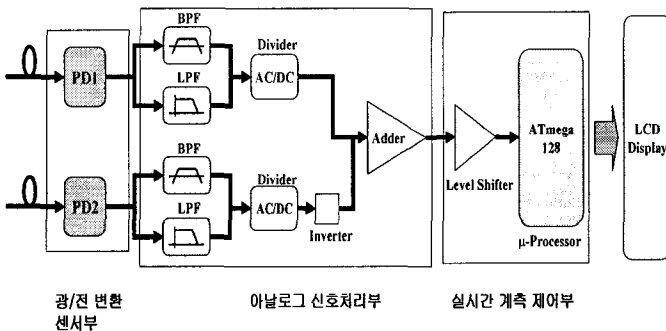 BPF
Divider
PD1
AC/DC
LPF
Adder
ATmega
128
LCD
Display
BPF
Divider
Level Shifter
PD2
AC/DC
LPF
Inverter
μ-Processor
광/전 변환
센서부
아날로그 신호처리부
실시간 계측 제어부